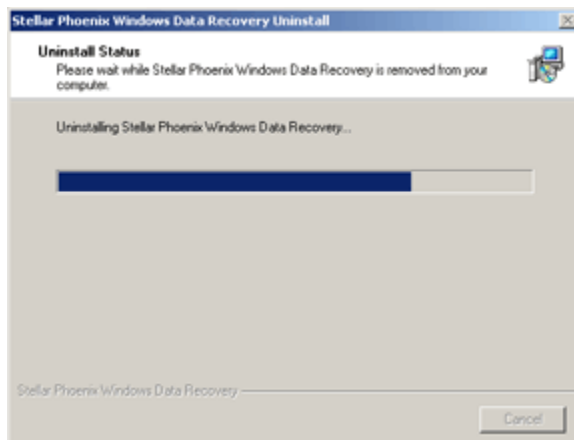 Stellar Phoenix Windows Data Recovery Uninstall
Uninstall Status
Please wait while Stellar Phoenix Windows Data Recovery is removed from your
computer.
Uninstalling Stellar Phoenix Windows Data Recovery...
Stellar Phoenix Windows Data Recovery
Cancel